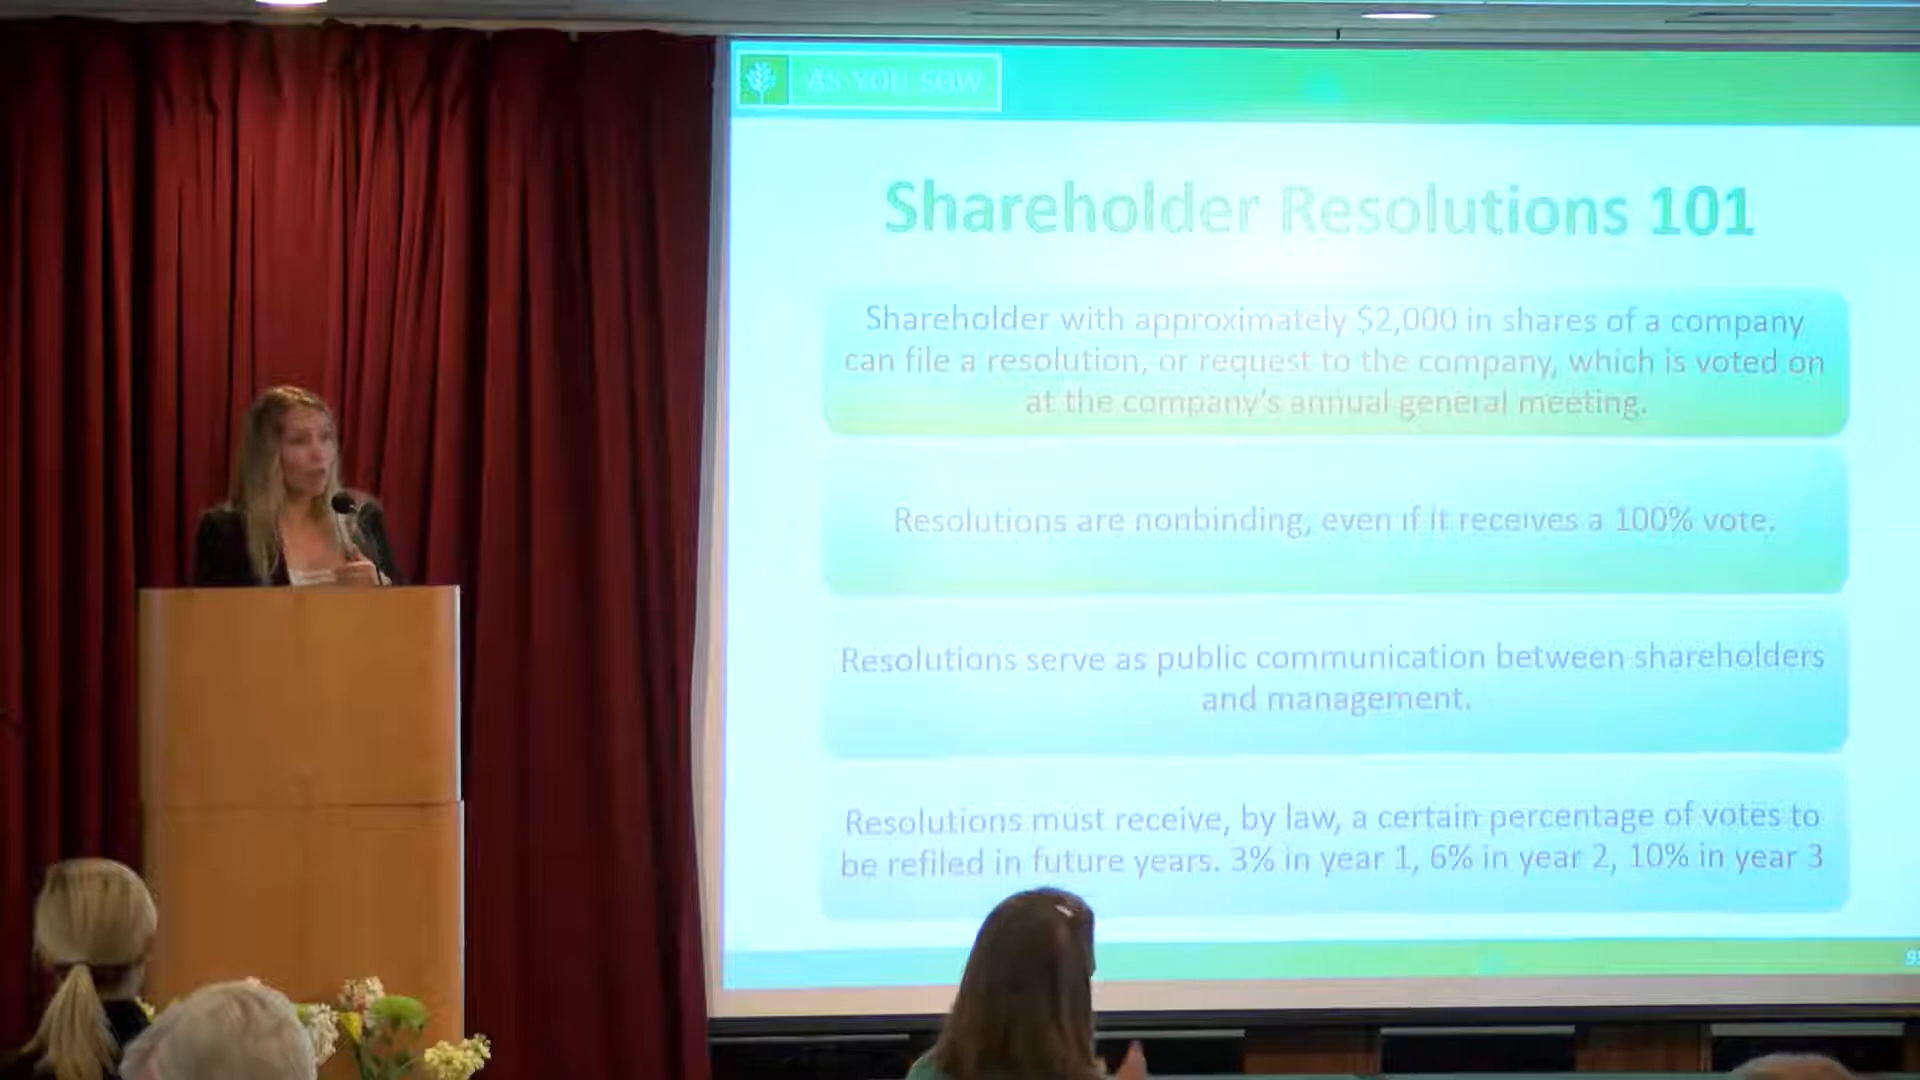 AS YOU SOW
Shareholder Resolutions 101
Shareholder with approximately $2,000 in shares of a company
can file a resolution, or request to the company, which is voted on
at the company's annual general meeting.
Resolutions are nonbinding, even if it receives a 100% vote.
Resolutions serve as public communication between shareholders
and management.
Resolutions must receive, by law, a certain percentage of votes to
be refiled in future years. 3% in year 1, 6% in year 2, 10% in year 3